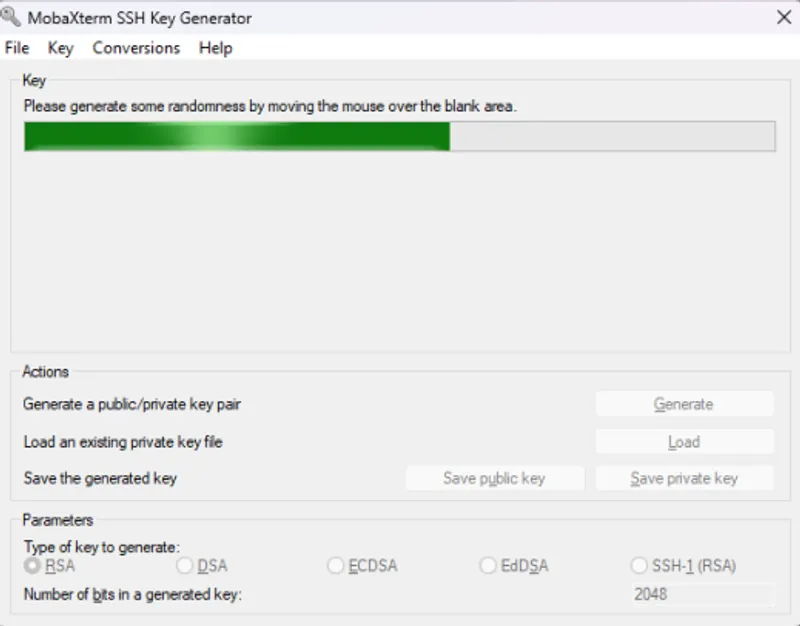 MobaXterm SSH Key Generator
File Key Conversions Help
Key
Please generate some randomness by moving the mouse over the blank area.
Actions
Generate a public/private key pair Generate
Load an existing private key file Load
Save the generated key Save public key Save private key
Parameters
Type of key to generate:
RSA DSA ECDSA EdDSA SSH-1 (RSA)
Number of bits in a generated key: 2048